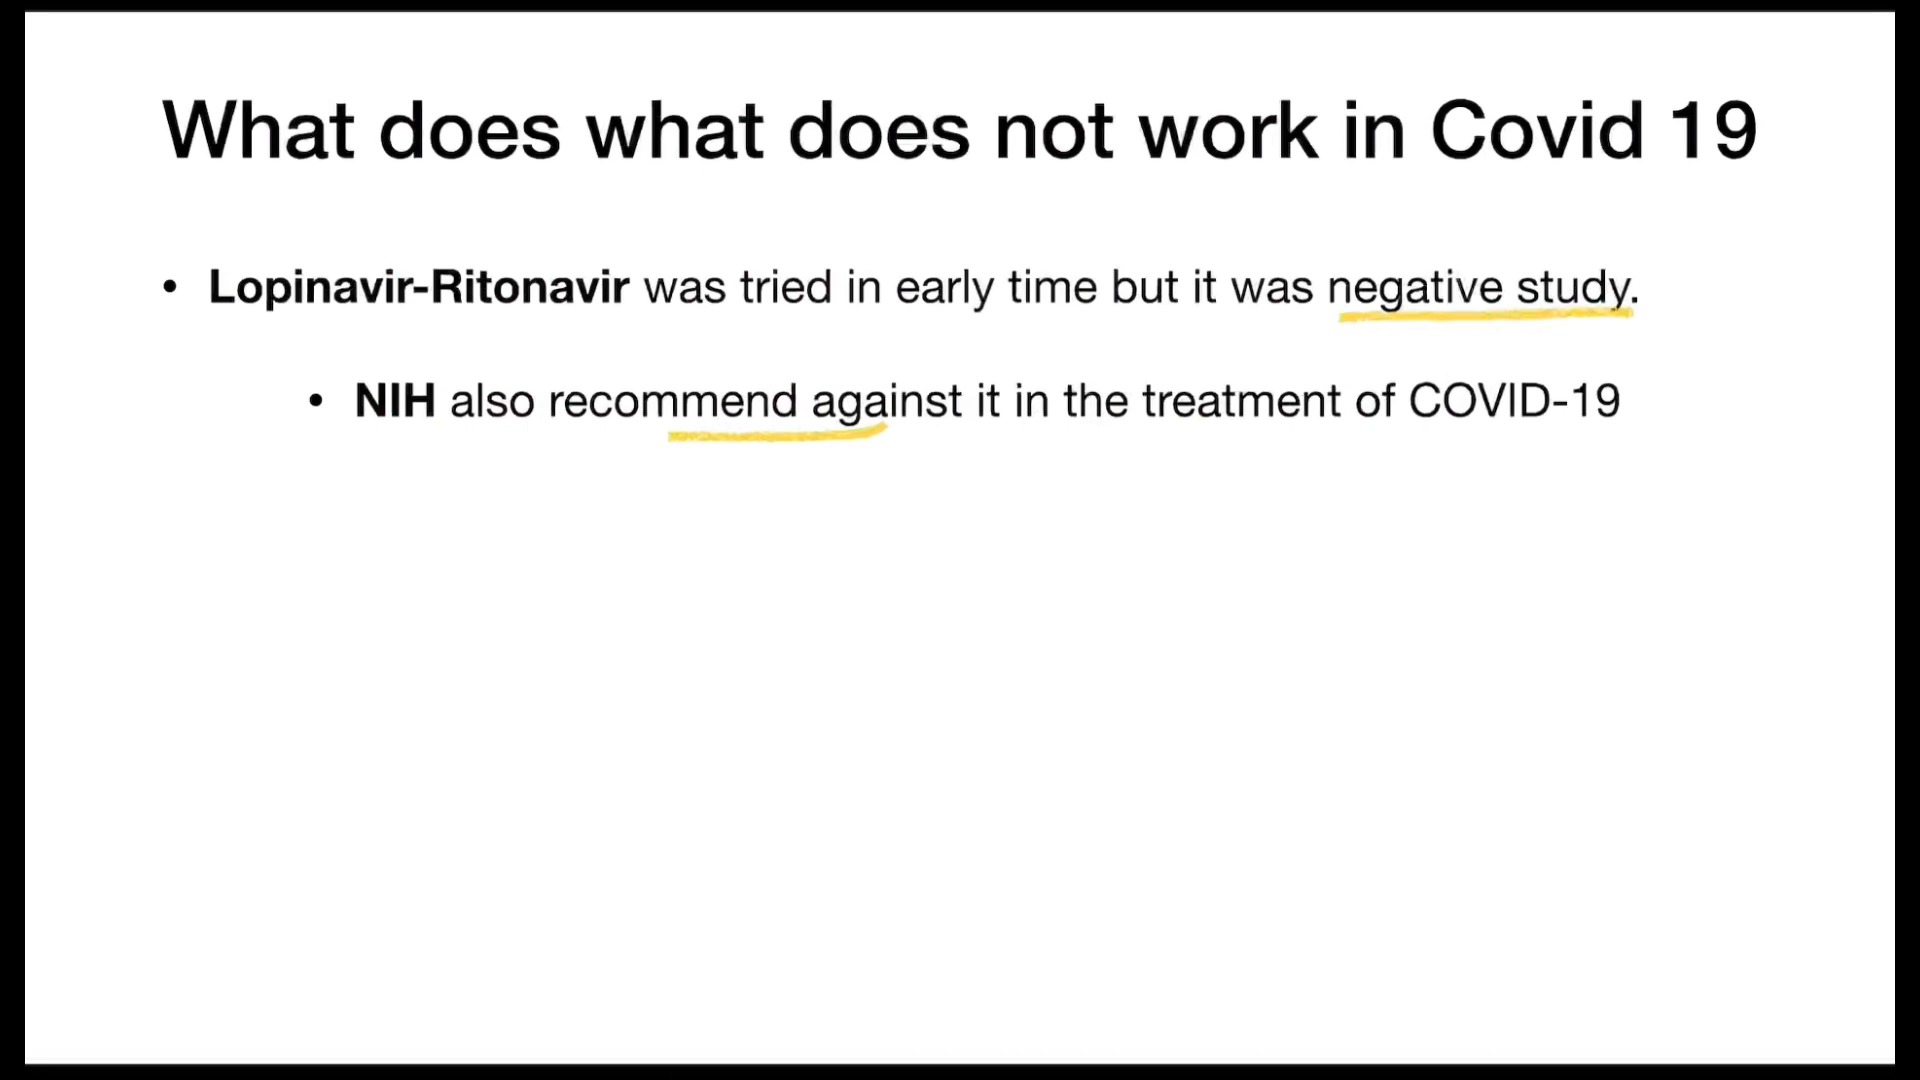 What does what does not work in Covid 19
• Lopinavir-Ritonavir was tried in early time but it was negative study.
• NIH also recommend against it in the treatment of COVID-19